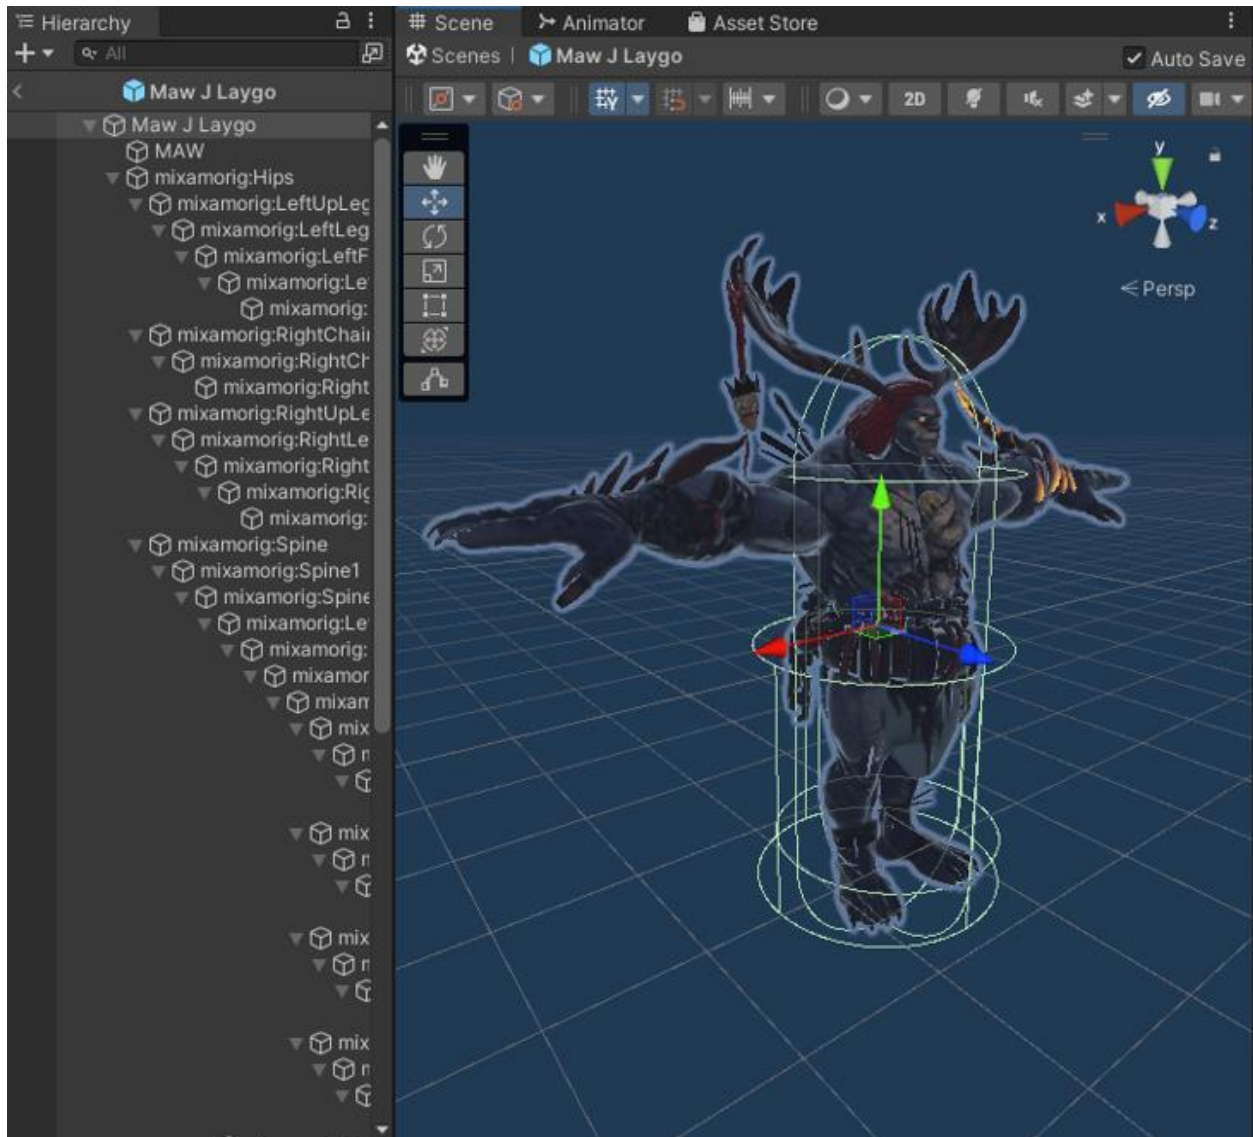 Hierarchy
All
Maw J Laygo
Maw J Laygo
MAW
mixamorig:Hips
mixamorig:LeftUpLeg
mixamorig:LeftLeg
mixamorig:LeftF
mixamorig:Le
mixamorig:
mixamorig:RightChai
mixamorig:RightCh
mixamorig:Right
mixamorig:RightUpLe
mixamorig:RightLe
mixamorig:Right
mixamorig:Rig
mixamorig:
mixamorig:Spine
mixamorig:Spine1
mixamorig:Spine
mixamorig:Le
mixamorig:
mixamor
mixam
mix
mix
mix
mix
Scene Animator Asset Store
Scenes | Maw J Laygo Auto Save
2D
y
x z
Persp